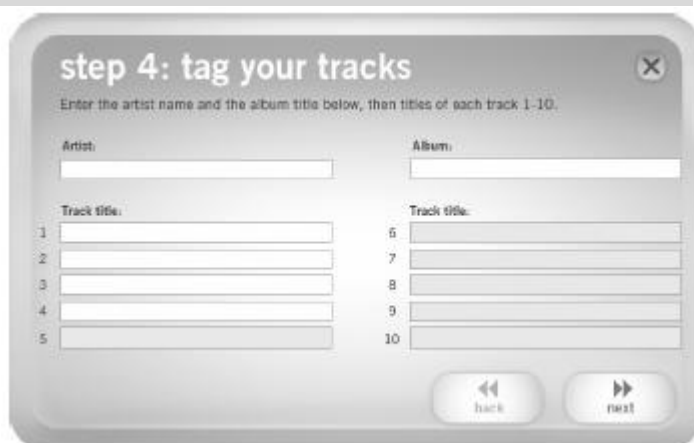 step 4: tag your tracks
Enter the artist name and the album title below, then titles of each track 1-10.
Artist: Album:
Track title: Track title:
1 6
2 7
3 8
4 9
5 10
back next